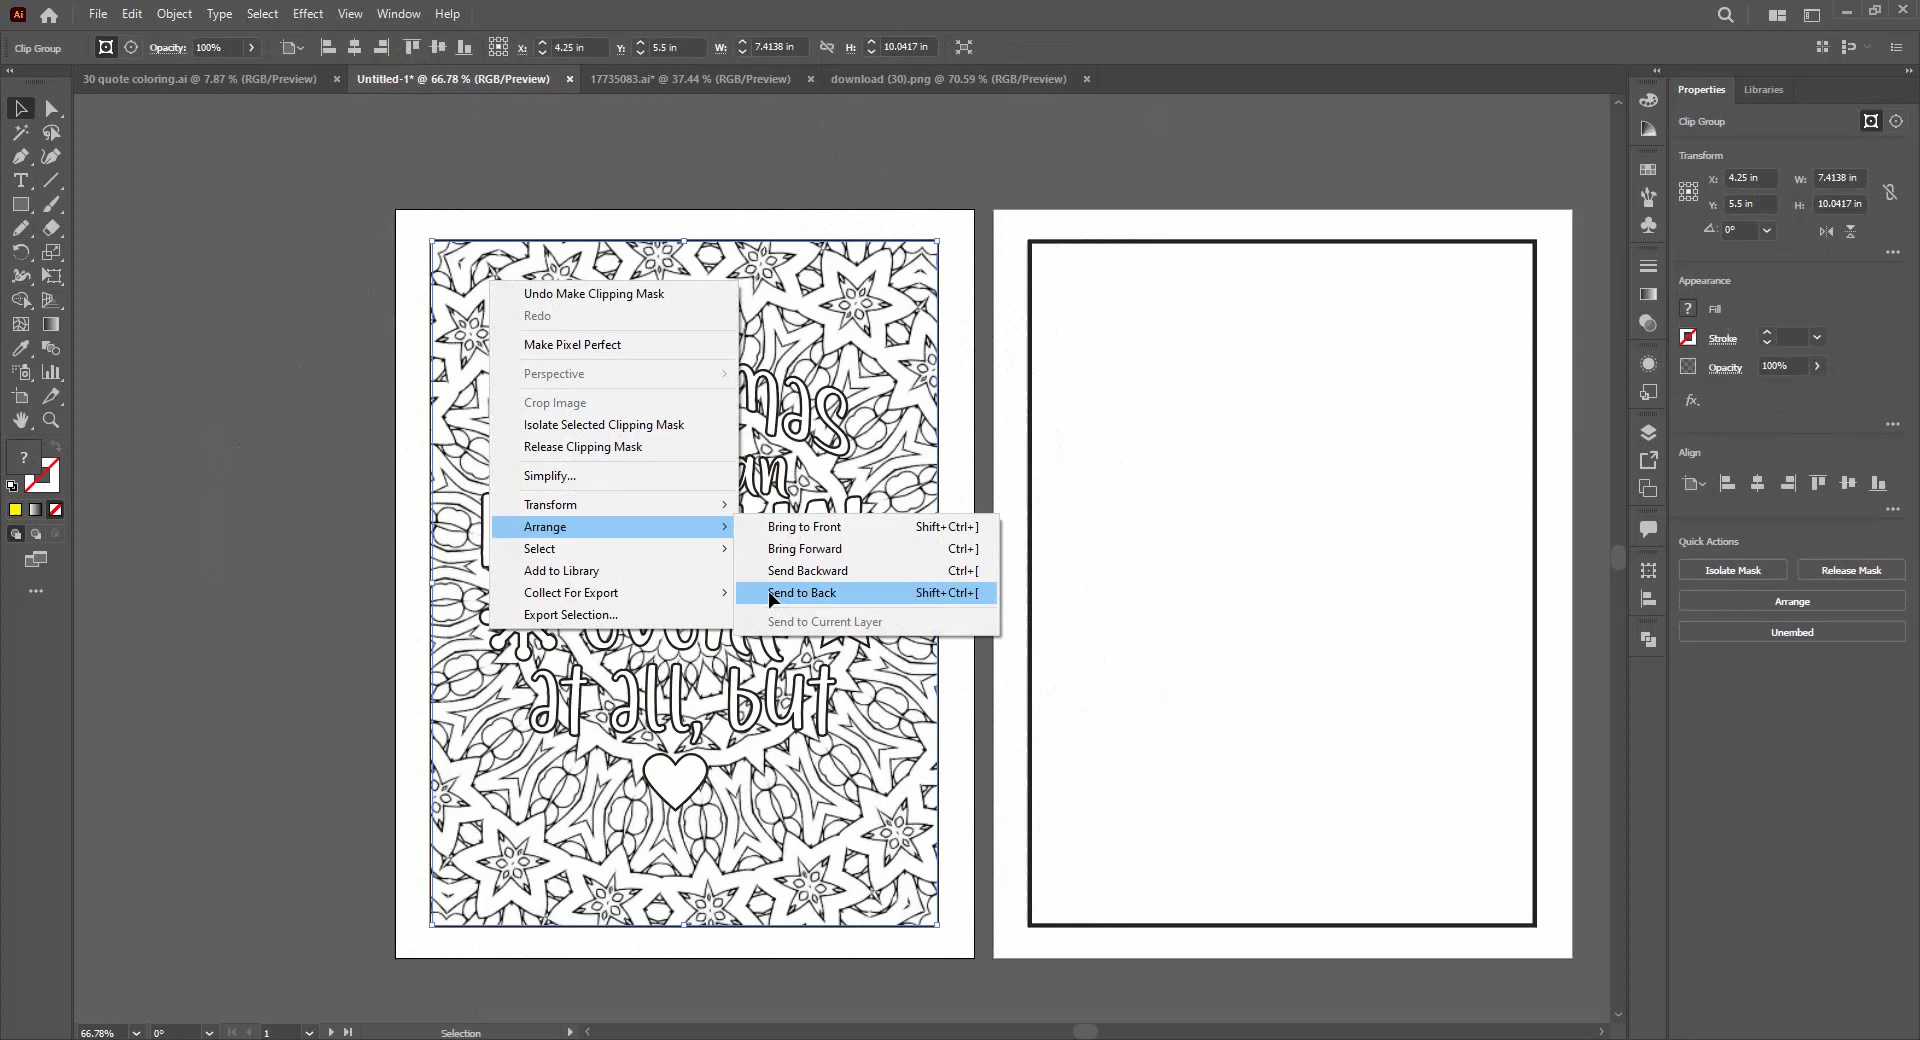 Ai File Edit Object Type Select Effect View Window Help
Clip Group Opacity: 100% X: 4.25 in Y: 5.5 in W: 7.4138 in H: 10.0417 in
30 quote coloring.ai @ 7.87 % (RGB/Preview) × Untitled-1* @ 66.78 % (RGB/Preview) × 17735083.ai* @ 37.44 % (RGB/Preview) × download (30).png @ 70.59 % (RGB/Preview) ×
Properties Libraries
Clip Group
Transform
X: 4.25 in W: 7.4138 in
Y: 5.5 in H: 10.0417 in
0°
Appearance
? Fill
Stroke
Opacity 100%
fx.
Align
Quick Actions
Isolate Mask Release Mask
Arrange
Unembed
Undo Make Clipping Mask
Redo
Make Pixel Perfect
Perspective
Crop Image
Isolate Selected Clipping Mask
Release Clipping Mask
Simplify...
Transform
Arrange
Select
Add to Library
Collect For Export
Export Selection...
Bring to Front Shift+Ctrl+]
Bring Forward Ctrl+]
Send Backward Ctrl+[
Send to Back Shift+Ctrl+[
Send to Current Layer
mas
an
at all, but
?
66.78% 0° 1 Selection